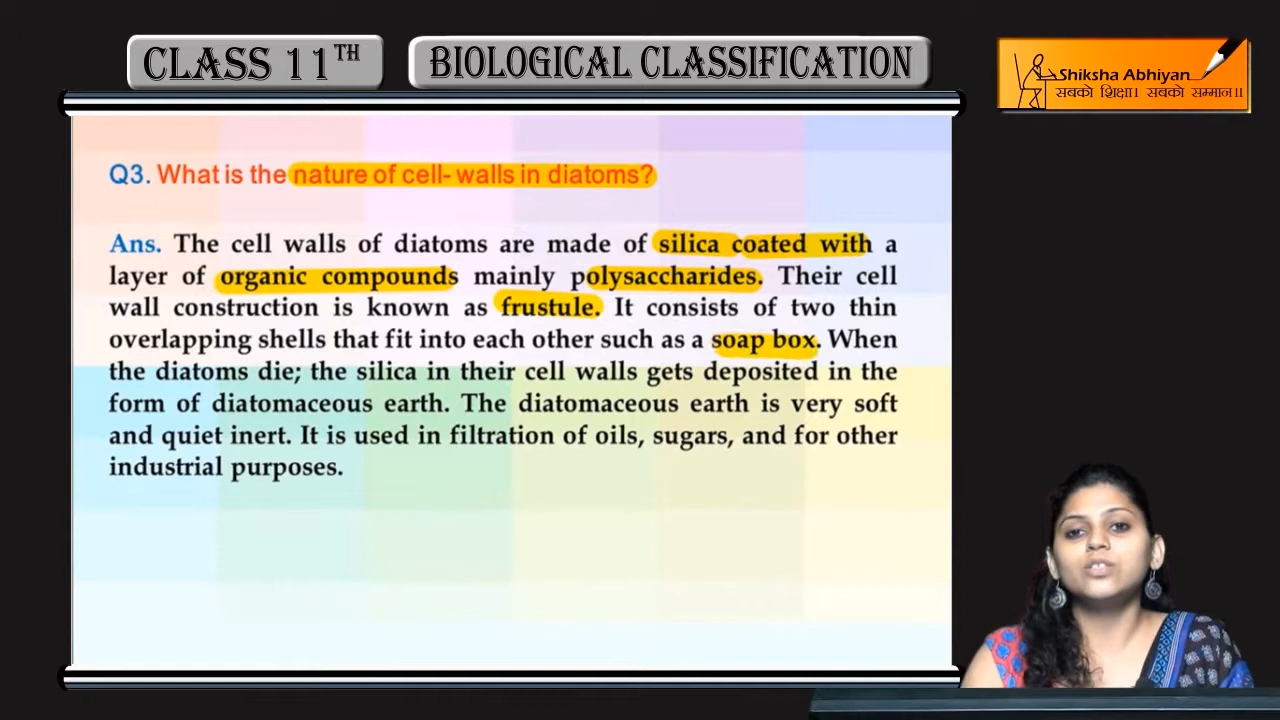 CLASS 11TH
BIOLOGICAL CLASSIFICATION
Shiksha Abhiyan
सबको शिक्षा। सबको सम्मान।।
Q3. What is the nature of cell- walls in diatoms?
Ans. The cell walls of diatoms are made of silica coated with a
layer of organic compounds mainly polysaccharides. Their cell
wall construction is known as frustule. It consists of two thin
overlapping shells that fit into each other such as a soap box. When
the diatoms die; the silica in their cell walls gets deposited in the
form of diatomaceous earth. The diatomaceous earth is very soft
and quiet inert. It is used in filtration of oils, sugars, and for other
industrial purposes.